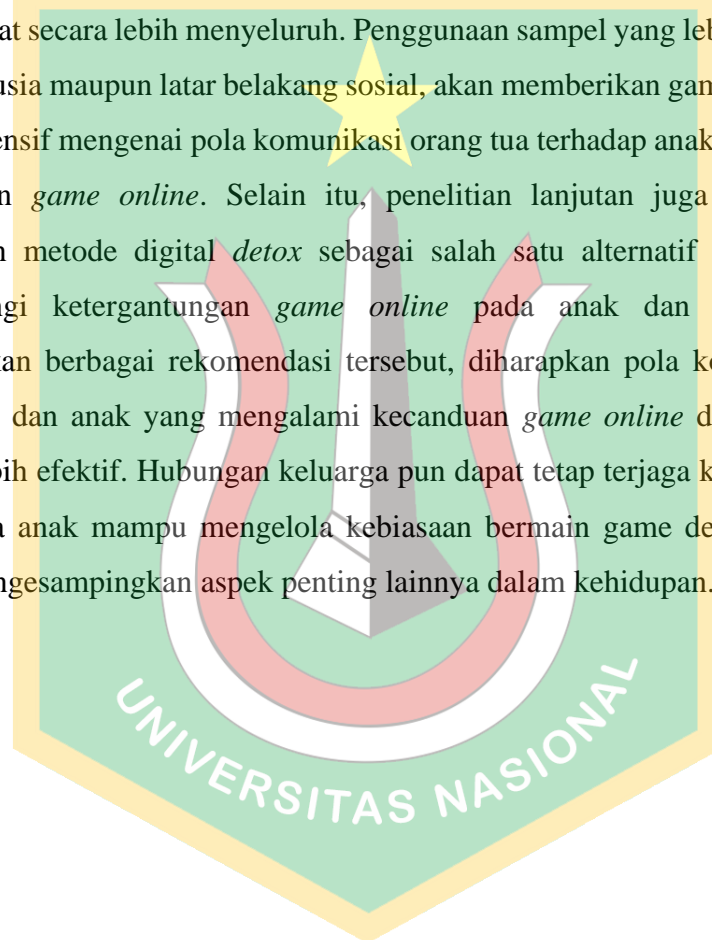 at secara lebih menyeluruh. Penggunaan sampel yang leb
usia maupun latar belakang sosial, akan memberikan gam
ensif mengenai pola komunikasi orang tua terhadap anak
n game online. Selain itu, penelitian lanjutan juga
n metode digital detox sebagai salah satu alternatif
ngi ketergantungan game online pada anak dan
kan berbagai rekomendasi tersebut, diharapkan pola ko
dan anak yang mengalami kecanduan game online d
bih efektif. Hubungan keluarga pun dapat tetap terjaga k
a anak mampu mengelola kebiasaan bermain game de
ngesampingkan aspek penting lainnya dalam kehidupan.
UNIVERSITAS NASIONAL